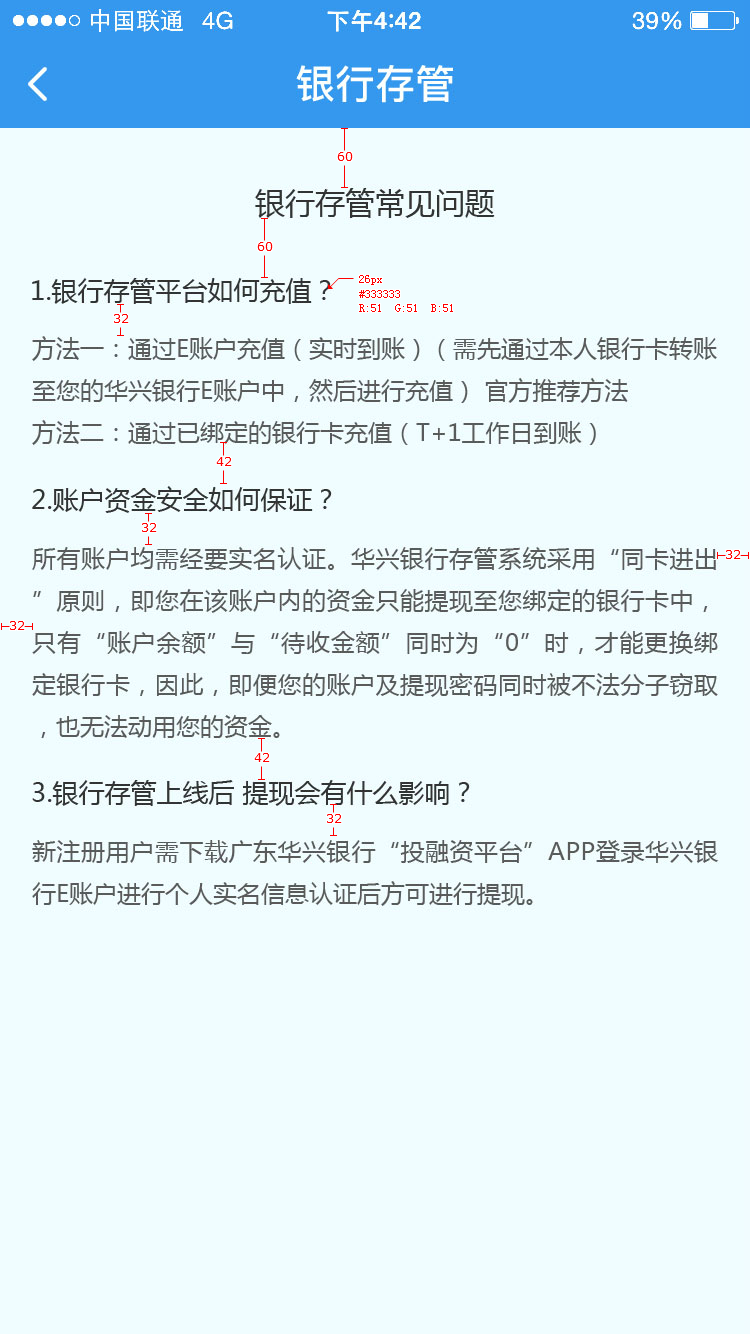 中国联通 4G 下午4:42 39%
银行存管
60
银行存管常见问题
60
1.银行存管平台如何充值？
26px
#333333
R:51 G:51 B:51
32
方法一：通过E账户充值（实时到账）（需先通过本人银行卡转账
至您的华兴银行E账户中，然后进行充值） 官方推荐方法
方法二：通过已绑定的银行卡充值（T+1工作日到账）
42
2.账户资金安全如何保证？
32
所有账户均需经要实名认证。华兴银行存管系统采用“同卡进出
32
”原则，即您在该账户内的资金只能提现至您绑定的银行卡中，
32
只有“账户余额”与“待收金额”同时为“0”时，才能更换绑
定银行卡，因此，即便您的账户及提现密码同时被不法分子窃取
，也无法动用您的资金。
42
3.银行存管上线后 提现会有什么影响？
32
新注册用户需下载广东华兴银行“投融资平台”APP登录华兴银
行E账户进行个人实名信息认证后方可进行提现。